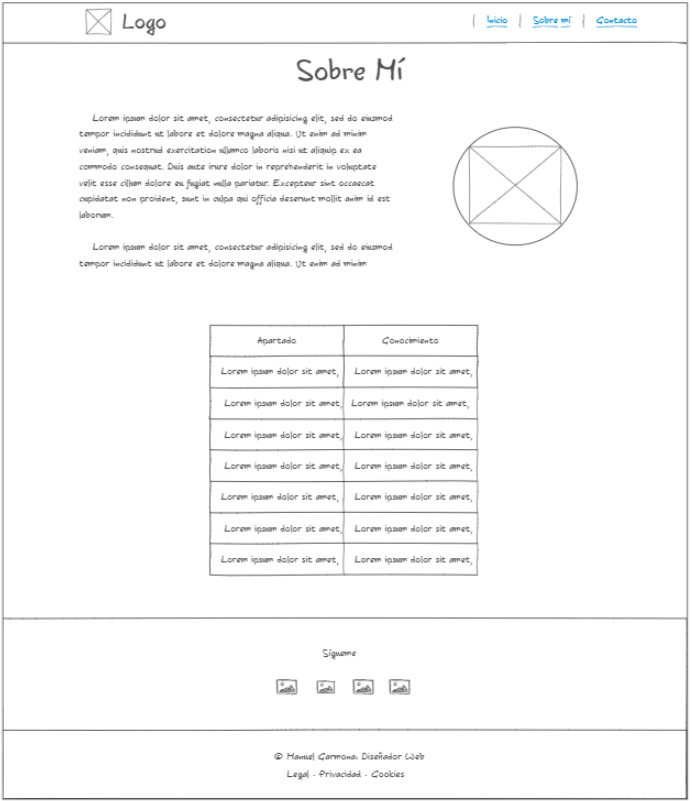 Logo
| Inicio | Sobre mí | Contacto
Sobre Mí
Lorem ipsum dolor sit amet, consectetur adipisicing elit, sed do eiusmod
tempor incididunt ut labore et dolore magna aliqua. Ut enim ad minim
veniam, quis nostrud exercitation ullamco laboris nisi ut aliquip ex ea
commodo consequat. Duis aute irure dolor in reprehenderit in voluptate
velit esse cillum dolore eu fugiat nulla pariatur. Excepteur sint occaecat
cupidatat non proident, sunt in culpa qui officia deserunt mollit anim id est
laborum.
Lorem ipsum dolor sit amet, consectetur adipisicing elit, sed do eiusmod
tempor incididunt ut labore et dolore magna aliqua. Ut enim ad minim
Apartado Conocimiento
Lorem ipsum dolor sit amet, Lorem ipsum dolor sit amet,
Lorem ipsum dolor sit amet, Lorem ipsum dolor sit amet,
Lorem ipsum dolor sit amet, Lorem ipsum dolor sit amet,
Lorem ipsum dolor sit amet, Lorem ipsum dolor sit amet,
Lorem ipsum dolor sit amet, Lorem ipsum dolor sit amet,
Lorem ipsum dolor sit amet, Lorem ipsum dolor sit amet,
Lorem ipsum dolor sit amet, Lorem ipsum dolor sit amet,
Sígueme
© Manuel Carmona. Diseñador Web
Legal - Privacidad - Cookies